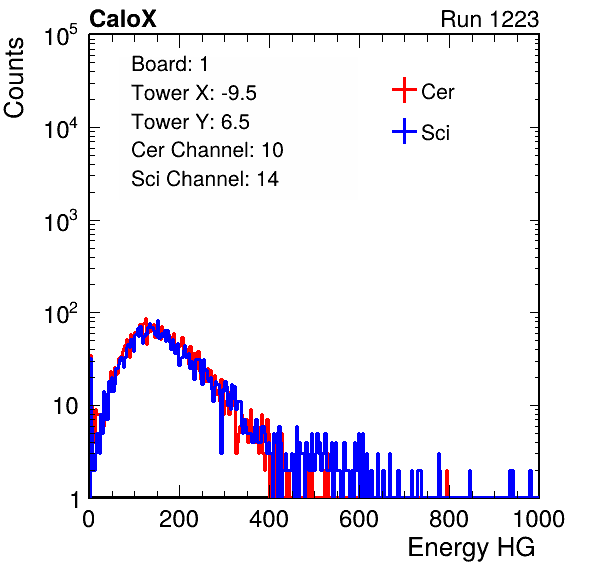 CaloX Run 1223
Counts
10^5
10^4
10^3
10^2
10
1
Board: 1
Tower X: -9.5
Tower Y: 6.5
Cer Channel: 10
Sci Channel: 14
Cer
Sci
0 200 400 600 800 1000
Energy HG